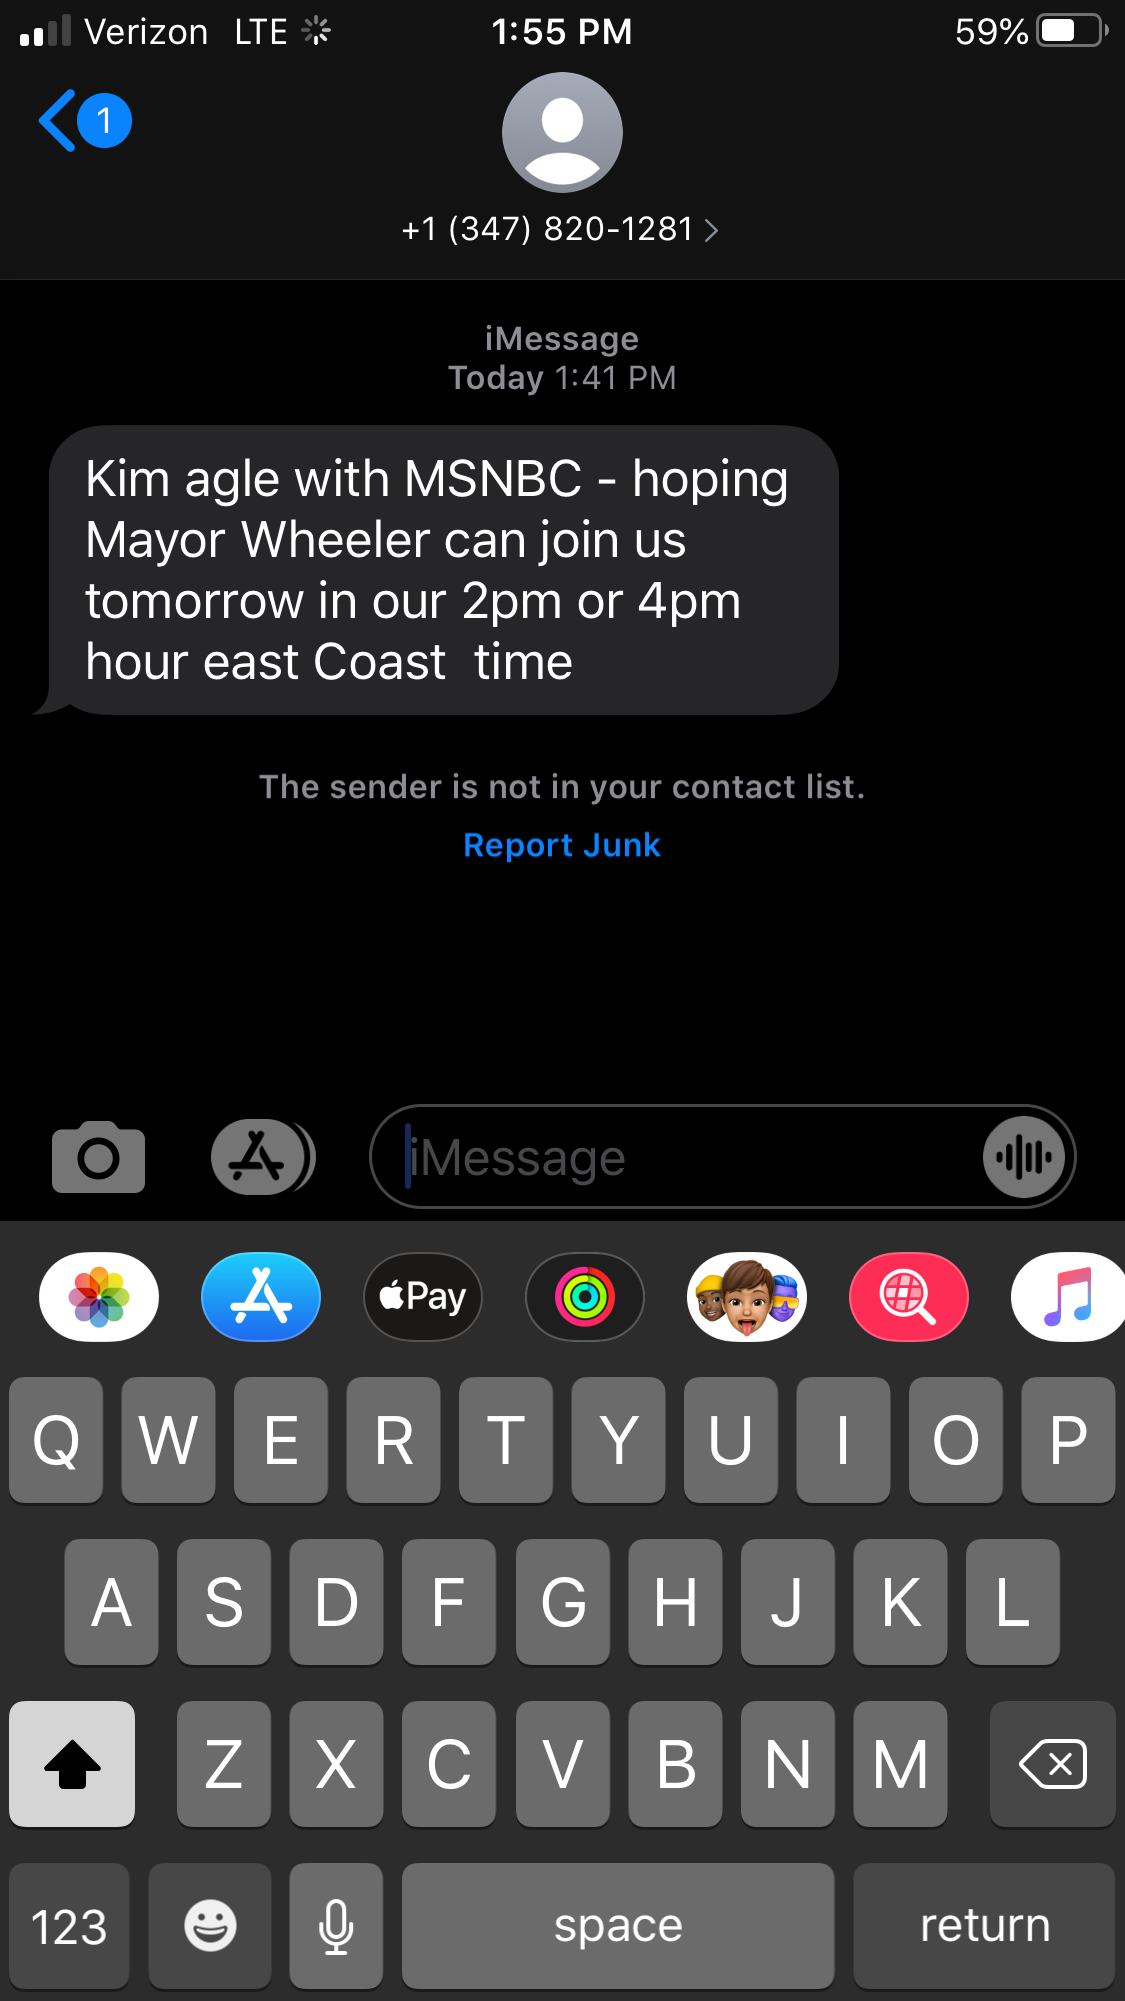 Verizon LTE 1:55 PM 59%
1
+1 (347) 820-1281
iMessage
Today 1:41 PM
Kim agle with MSNBC - hoping
Mayor Wheeler can join us
tomorrow in our 2pm or 4pm
hour east Coast  time
The sender is not in your contact list.
Report Junk
iMessage
Pay
Q W E R T Y U I O P
A S D F G H J K L
Z X C V B N M
123 space return